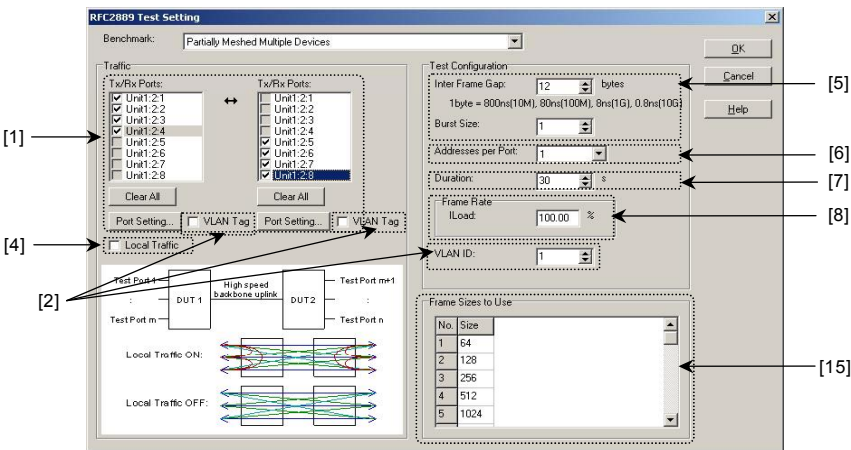 RFC2889 Test Setting
Benchmark: Partially Meshed Multiple Devices
OK
Cancel
Help
Traffic
Tx/Rx Ports: ↔ Tx/Rx Ports:
Unit1:2:1 Unit1:2:1
Unit1:2:2 Unit1:2:2
Unit1:2:3 Unit1:2:3
Unit1:2:4 Unit1:2:4
Unit1:2:5 Unit1:2:5
Unit1:2:6 Unit1:2:6
Unit1:2:7 Unit1:2:7
Unit1:2:8 Unit1:2:8
Clear All Clear All
Port Setting... VLAN Tag Port Setting... VLAN Tag
Local Traffic
[1]
[4]
[2]
Test Port 1
:
Test Port m
DUT 1
High speed
backbone uplink
DUT2
Test Port m+1
:
Test Port n
Local Traffic ON:
Local Traffic OFF:
Test Configuration
Inter Frame Gap: 12 bytes
1byte = 800ns(10M), 80ns(100M), 8ns(1G), 0.8ns(10G)
Burst Size: 1
Addresses per Port: 1
Duration: 30 s
Frame Rate
ILoad: 100.00 %
VLAN ID: 1
[5]
[6]
[7]
[8]
Frame Sizes to Use
No. Size
1 64
2 128
3 256
4 512
5 1024
[15]